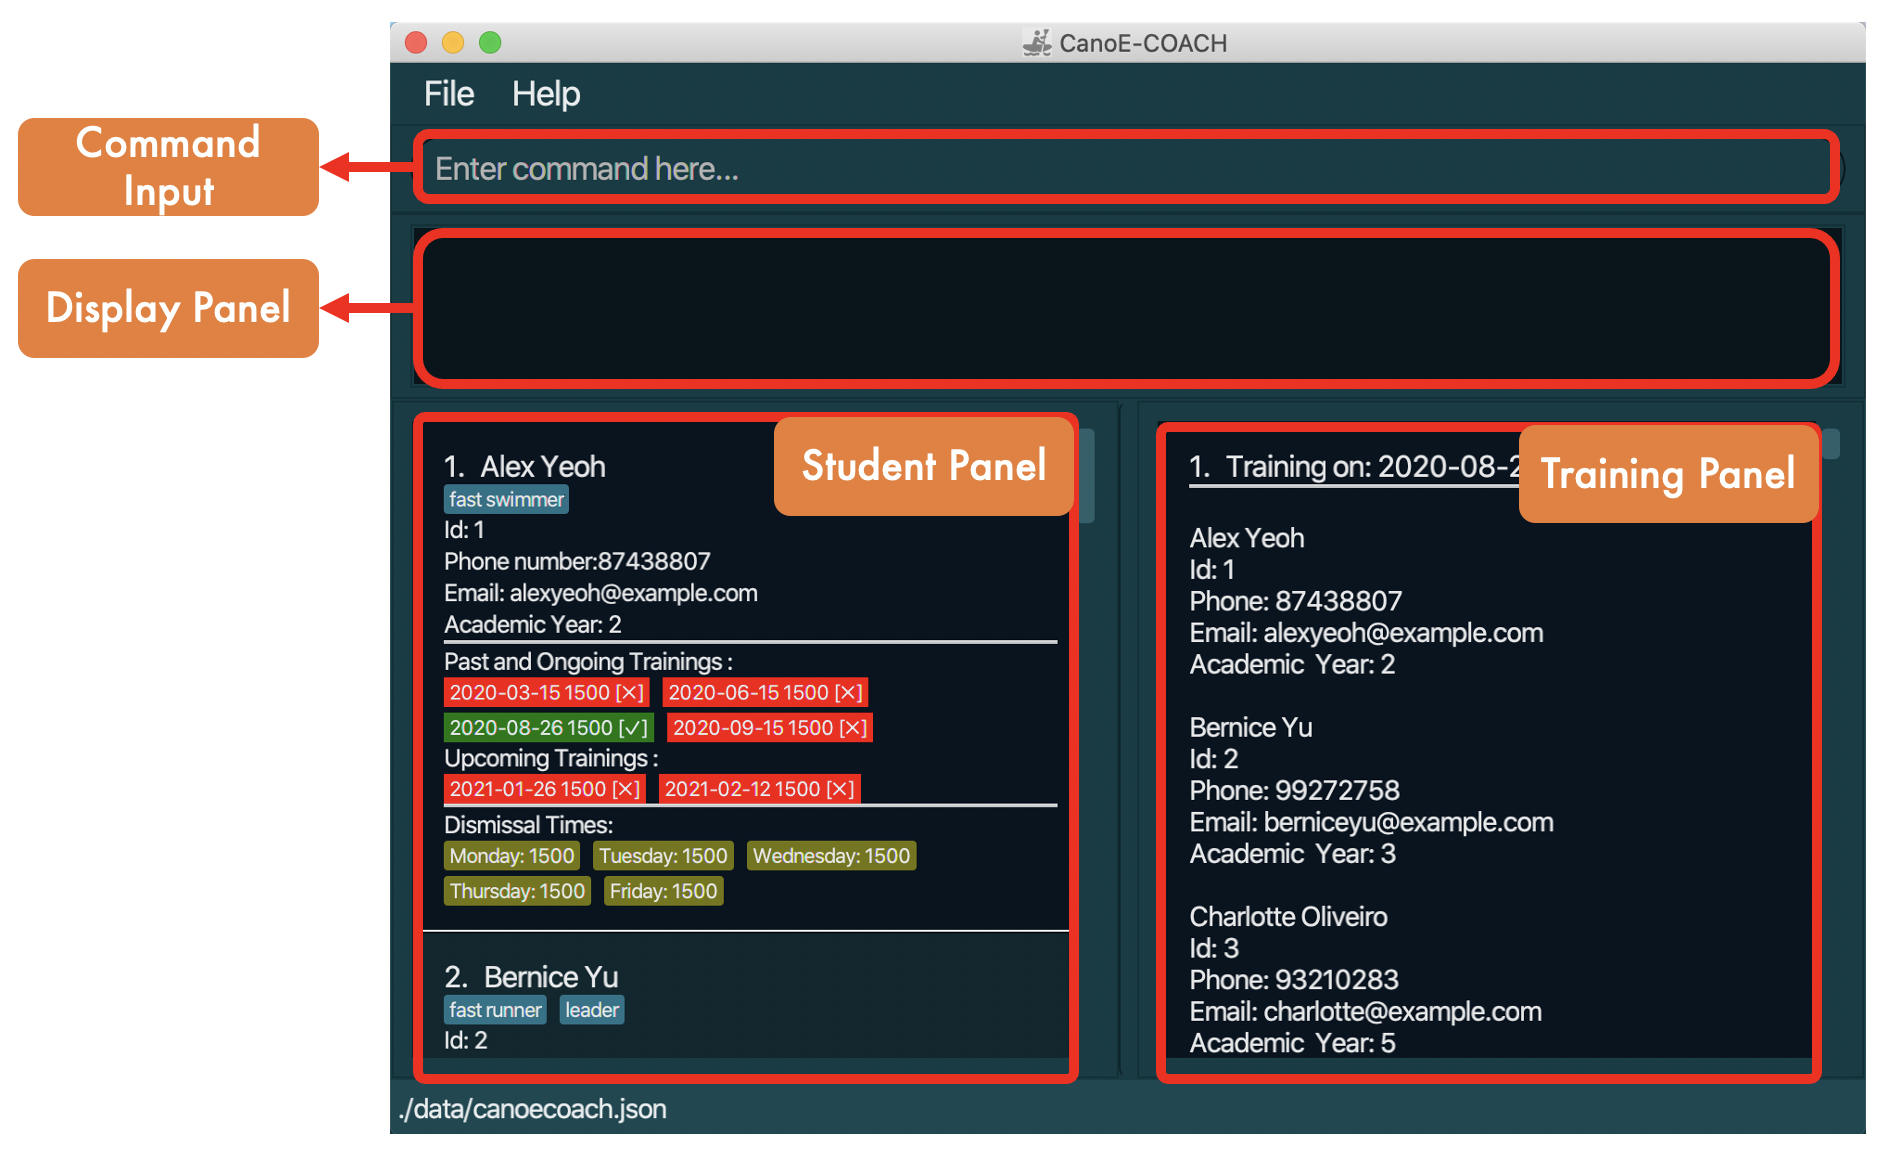 CanoE-COACH
File Help
Command
Input
Enter command here...
Display Panel
Student Panel
1. Alex Yeoh
fast swimmer
Id: 1
Phone number:87438807
Email: alexyeoh@example.com
Academic Year: 2
Past and Ongoing Trainings :
2020-03-15 1500 [×] 2020-06-15 1500 [×]
2020-08-26 1500 [✓] 2020-09-15 1500 [×]
Upcoming Trainings :
2021-01-26 1500 [×] 2021-02-12 1500 [×]
Dismissal Times:
Monday: 1500 Tuesday: 1500 Wednesday: 1500
Thursday: 1500 Friday: 1500
2. Bernice Yu
fast runner leader
Id: 2
Training Panel
1. Training on: 2020-08-2
Alex Yeoh
Id: 1
Phone: 87438807
Email: alexyeoh@example.com
Academic Year: 2
Bernice Yu
Id: 2
Phone: 99272758
Email: berniceyu@example.com
Academic Year: 3
Charlotte Oliveiro
Id: 3
Phone: 93210283
Email: charlotte@example.com
Academic Year: 5
./data/canoecoach.json